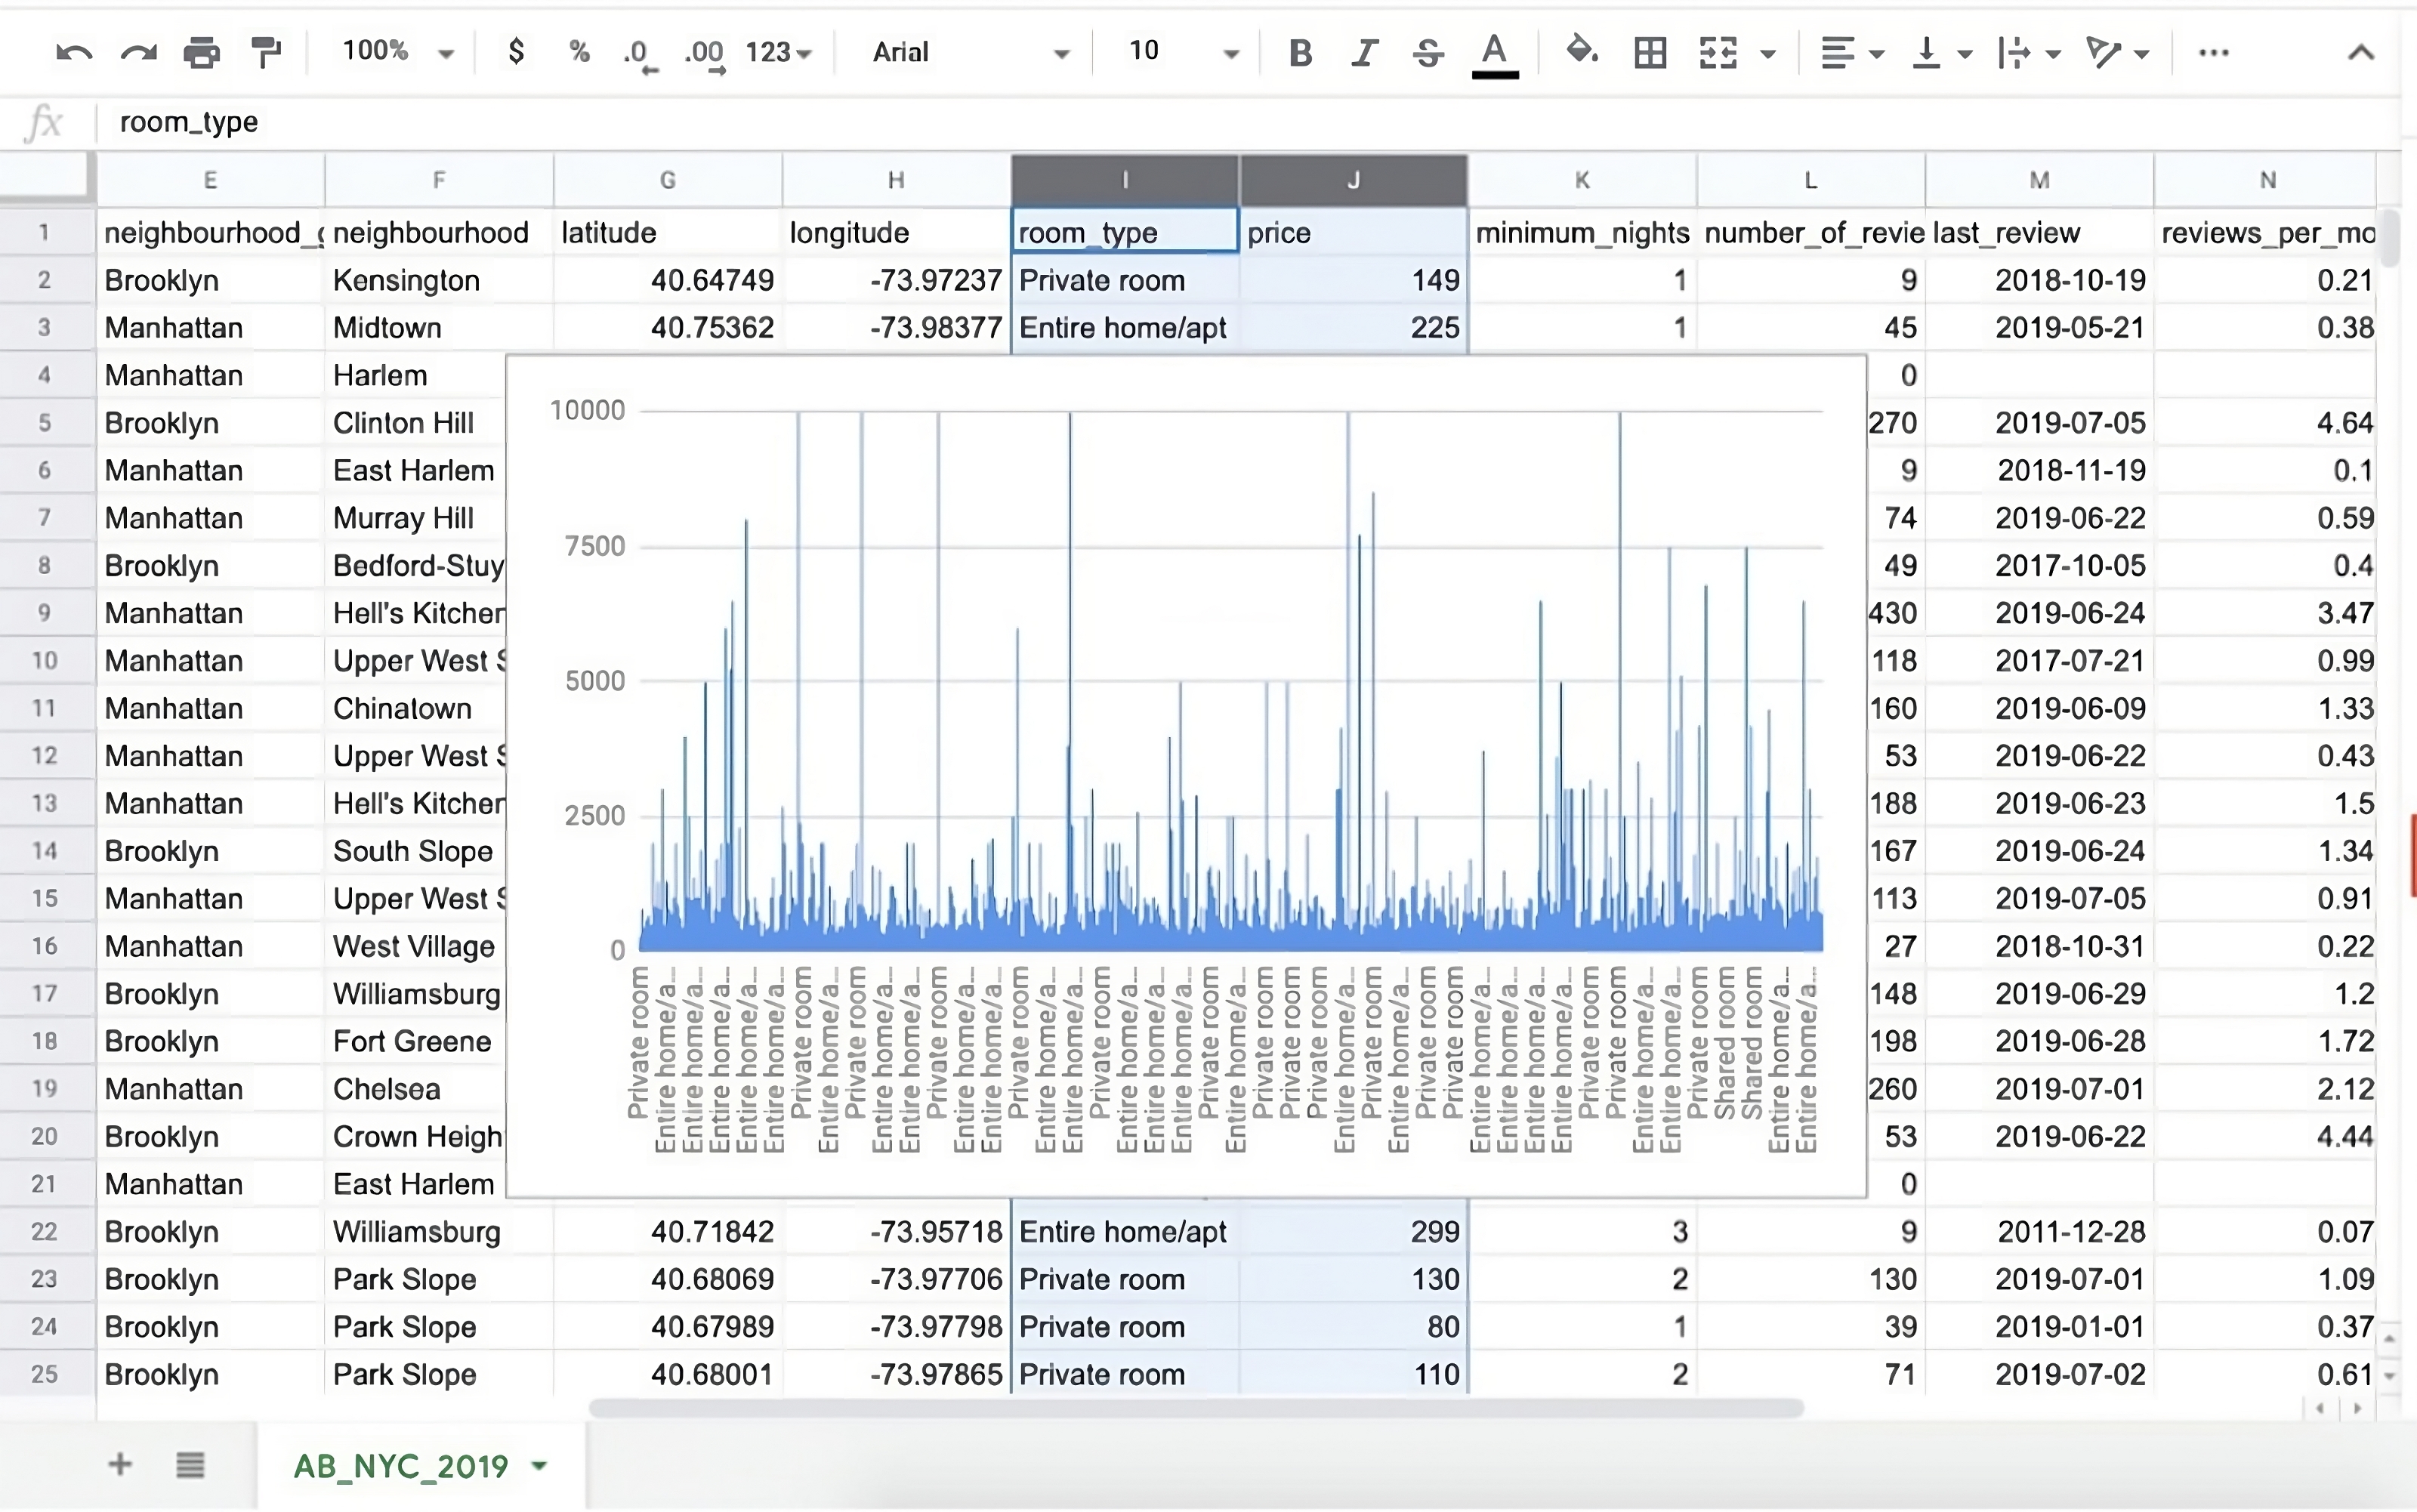 100% $ % .0 .00 123 Arial 10 B I S A ...
fx room_type
E F G H I J K L M N
1 neighbourhood_g neighbourhood latitude longitude room_type price minimum_nights number_of_revie last_review reviews_per_mo
2 Brooklyn Kensington 40.64749 -73.97237 Private room 149 1 9 2018-10-19 0.21
3 Manhattan Midtown 40.75362 -73.98377 Entire home/apt 225 1 45 2019-05-21 0.38
4 Manhattan Harlem 0
5 Brooklyn Clinton Hill 270 2019-07-05 4.64
6 Manhattan East Harlem 9 2018-11-19 0.1
7 Manhattan Murray Hill 74 2019-06-22 0.59
8 Brooklyn Bedford-Stuy 49 2017-10-05 0.4
9 Manhattan Hell's Kitchen 430 2019-06-24 3.47
10 Manhattan Upper West S 118 2017-07-21 0.99
11 Manhattan Chinatown 160 2019-06-09 1.33
12 Manhattan Upper West S 53 2019-06-22 0.43
13 Manhattan Hell's Kitchen 188 2019-06-23 1.5
14 Brooklyn South Slope 167 2019-06-24 1.34
15 Manhattan Upper West S 113 2019-07-05 0.91
16 Manhattan West Village 27 2018-10-31 0.22
17 Brooklyn Williamsburg 148 2019-06-29 1.2
18 Brooklyn Fort Greene 198 2019-06-28 1.72
19 Manhattan Chelsea 260 2019-07-01 2.12
20 Brooklyn Crown Heigh 53 2019-06-22 4.44
21 Manhattan East Harlem 0
22 Brooklyn Williamsburg 40.71842 -73.95718 Entire home/apt 299 3 9 2011-12-28 0.07
23 Brooklyn Park Slope 40.68069 -73.97706 Private room 130 2 130 2019-07-01 1.09
24 Brooklyn Park Slope 40.67989 -73.97798 Private room 80 1 39 2019-01-01 0.37
25 Brooklyn Park Slope 40.68001 -73.97865 Private room 110 2 71 2019-07-02 0.61
10000
7500
5000
2500
0
Private room
Entire home/a...
Entire home/a...
Entire home/a...
Entire home/a...
Entire home/a...
Private room
Entire home/a...
Private room
Entire home/a...
Entire home/a...
Private room
Entire home/a...
Entire home/a...
Private room
Entire home/a...
Entire home/a...
Private room
Entire home/a...
Entire home/a...
Entire home/a...
Private room
Entire home/a...
Private room
Private room
Private room
Entire home/a...
Private room
Entire home/a...
Private room
Private room
Entire home/a...
Entire home/a...
Entire home/a...
Entire home/a...
Private room
Private room
Entire home/a...
Entire home/a...
Private room
Shared room
Shared room
Entire home/a...
Entire home/a...
AB_NYC_2019